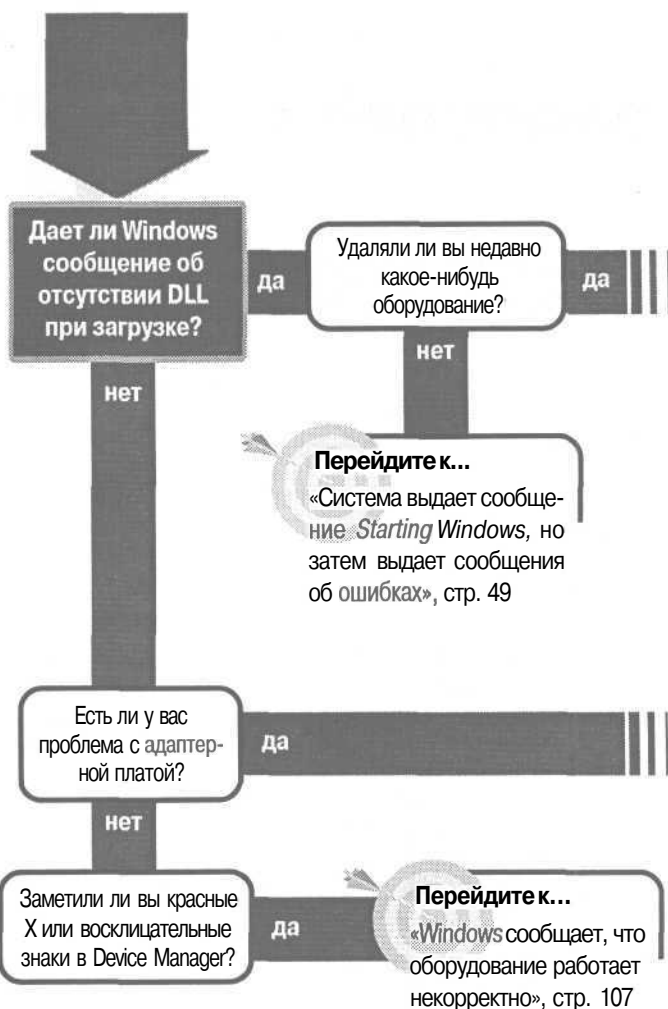 Дает ли Windows
сообщение об
отсутствии DLL
при загрузке?
да
Удаляли ли вы недавно
какое-нибудь
оборудование?
да
нет
нет
Перейдите к...
«Система выдает сообще-
ние Starting Windows, но
затем выдает сообщения
об ошибках», стр. 49
Есть ли у вас
проблема с адаптер-
ной платой?
да
нет
Заметили ли вы красные
X или восклицательные
знаки в Device Manager?
да
Перейдите к...
«Windows сообщает, что
оборудование работает
некорректно», стр. 107